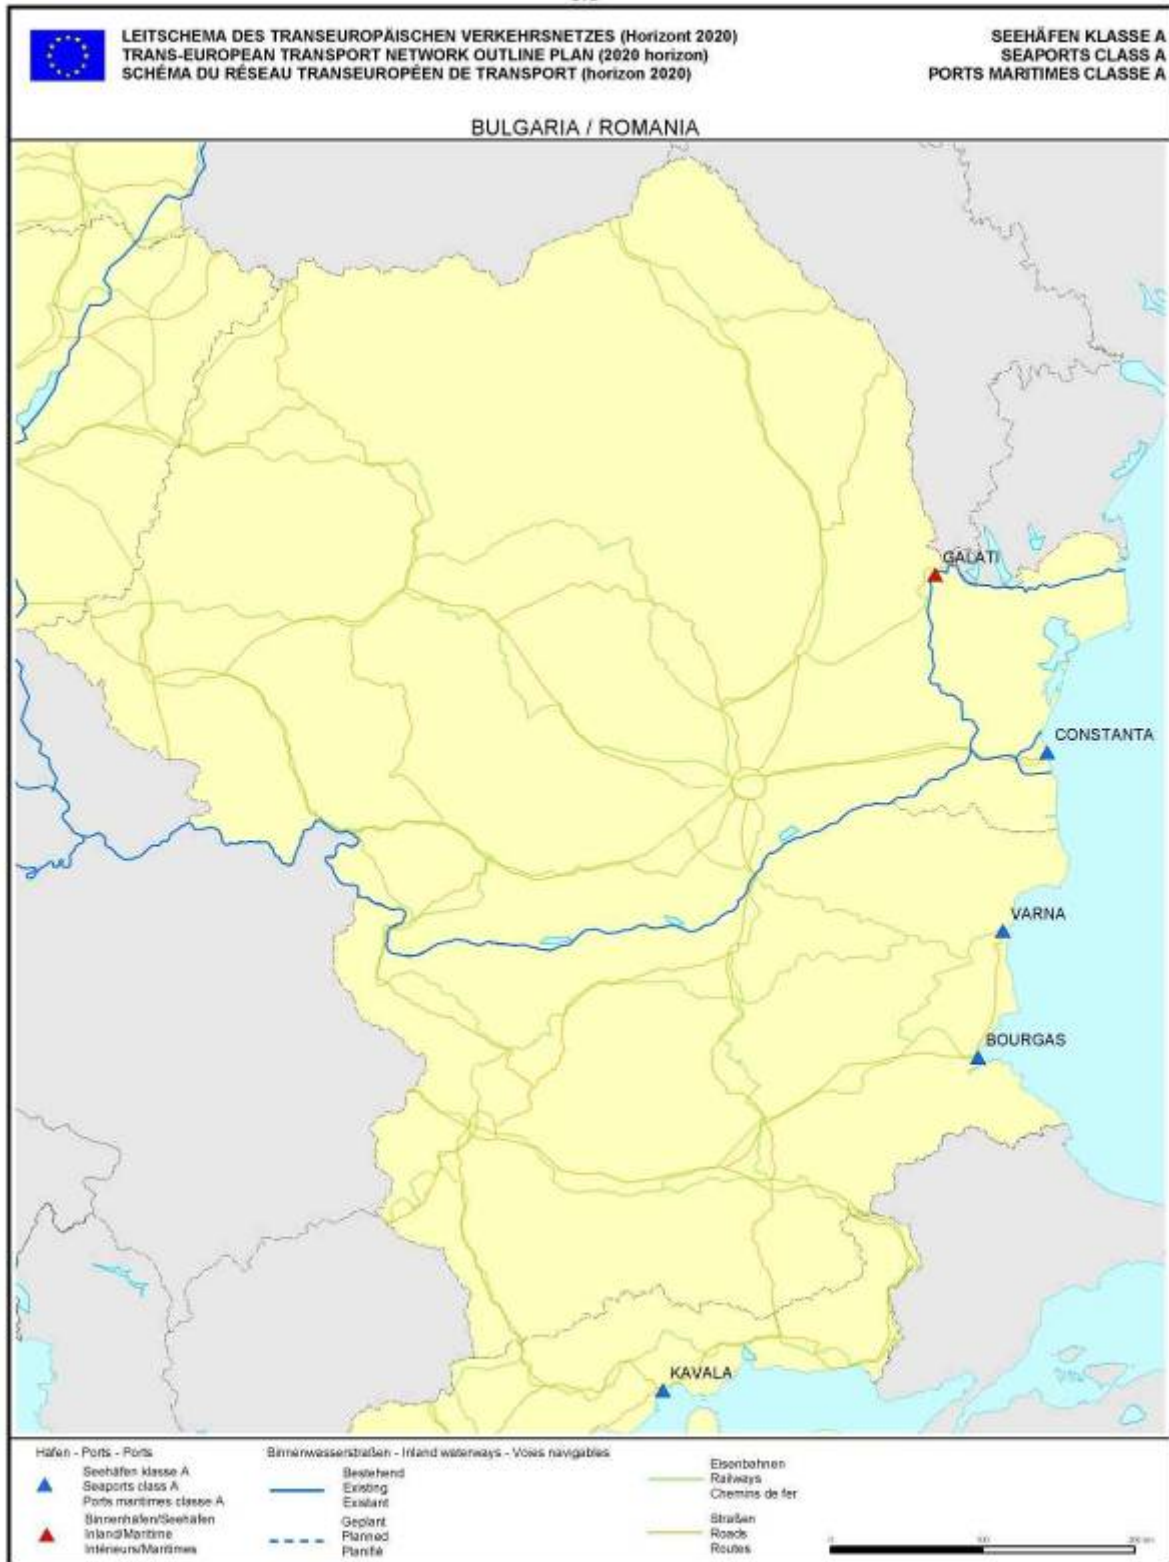 LEITSCHEMA DES TRANSEUROPÄISCHEN VERKEHRSNETZES (Horizont 2020)
TRANS-EUROPEAN TRANSPORT NETWORK OUTLINE PLAN (2020 horizon)
SCHÉMA DU RÉSEAU TRANSEUROPÉEN DE TRANSPORT (horizon 2020)
SEEHÄFEN KLASSE A
SEAPORTS CLASS A
PORTS MARITIMES CLASSE A
BULGARIA / ROMANIA
GALATI
CONSTANTA
VARNA
BOURGAS
KAVALA
Häfen - Ports - Ports
Seehäfen klasse A
Seaports class A
Ports maritimes classe A
Binnenhäfen/Seehäfen
Inland/Maritime
Intérieurs/Maritimes
Binnenwasserstraßen - Inland waterways - Voies navigables
Bestehend
Existing
Existant
Geplant
Planned
Planifié
Eisenbahnen
Railways
Chemins de fer
Straßen
Roads
Routes